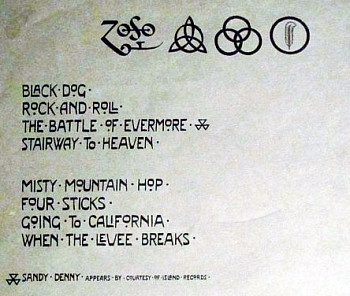 ZoSo
BLACK·DOG·
ROCK·AND·ROLL·
THE·BATTLE·OF·EVERMORE·
STAIRWAY·TO·HEAVEN·
MISTY·MOUNTAIN·HOP·
FOUR·STICKS·
GOING·TO·CALIFORNIA·
WHEN·THE·LEVEE·BREAKS·
SANDY·DENNY·APPEARS·BY·COURTESY·OF·ISLAND·RECORDS·